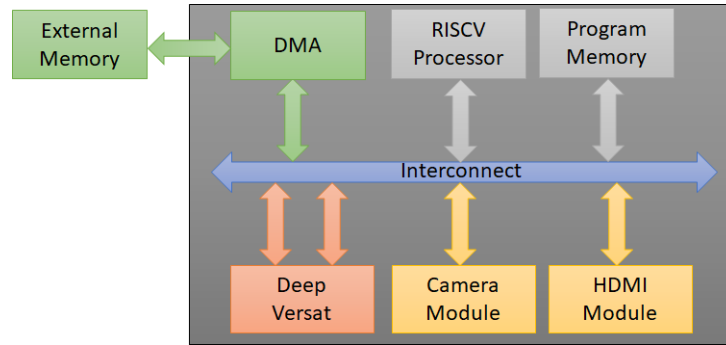 External
Memory
DMA
RISCV
Processor
Program
Memory
Interconnect
Deep
Versat
Camera
Module
HDMI
Module